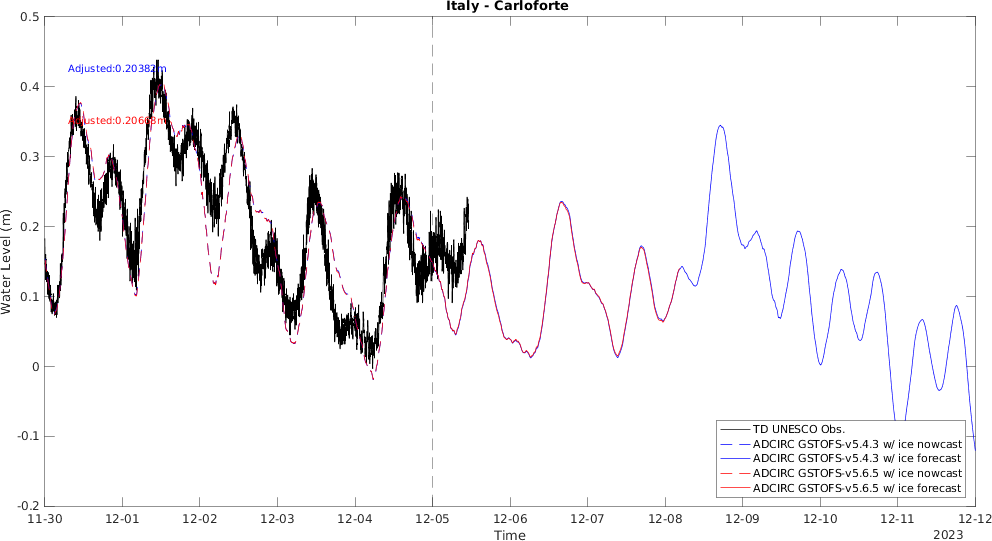 Italy - Carloforte
0.5
0.4
0.3
0.2
0.1
0
-0.1
-0.2
Water Level (m)
Adjusted:0.20382m
TD UNESCO Obs.
ADCIRC GSTOFS-v5.4.3 w/ ice nowcast
ADCIRC GSTOFS-v5.4.3 w/ ice forecast
ADCIRC GSTOFS-v5.6.5 w/ ice nowcast
ADCIRC GSTOFS-v5.6.5 w/ ice forecast
11-30 12-01 12-02 12-03 12-04 12-05 12-06 12-07 12-08 12-09 12-10 12-11 12-12
Time
2023